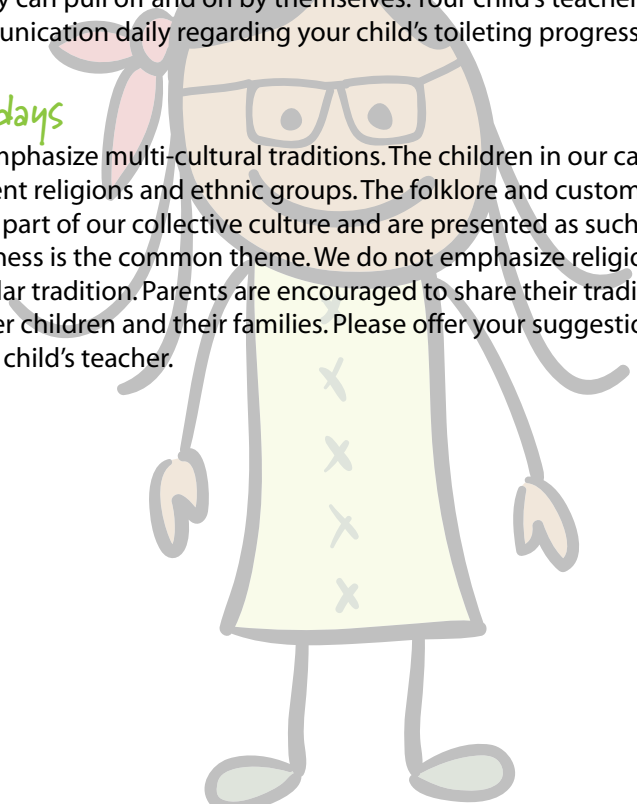 can pull on and on by themselves. Your child's teacher
unication daily regarding your child's toileting progress
days
mphasize multi-cultural traditions. The children in our ca
ent religions and ethnic groups. The folklore and custom
part of our collective culture and are presented as such
ness is the common theme. We do not emphasize religio
lar tradition. Parents are encouraged to share their tradi
er children and their families. Please offer your suggestio
child's teacher.